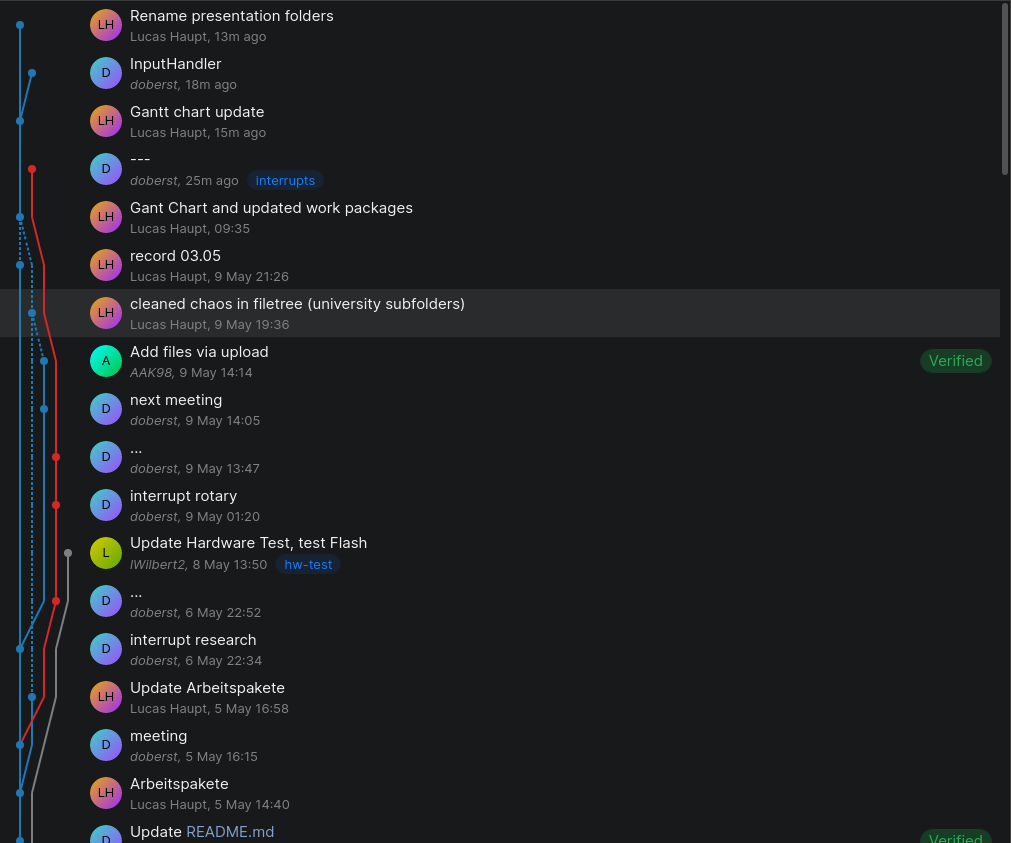 LH
Rename presentation folders
Lucas Haupt, 13m ago
D
InputHandler
doberst, 18m ago
LH
Gantt chart update
Lucas Haupt, 15m ago
D
---
doberst, 25m ago interrupts
LH
Gant Chart and updated work packages
Lucas Haupt, 09:35
LH
record 03.05
Lucas Haupt, 9 May 21:26
LH
cleaned chaos in filetree (university subfolders)
Lucas Haupt, 9 May 19:36
A
Add files via upload
AAK98, 9 May 14:14
Verified
D
next meeting
doberst, 9 May 14:05
D
...
doberst, 9 May 13:47
D
interrupt rotary
doberst, 9 May 01:20
L
Update Hardware Test, test Flash
lWilbert2, 8 May 13:50 hw-test
D
...
doberst, 6 May 22:52
D
interrupt research
doberst, 6 May 22:34
LH
Update Arbeitspakete
Lucas Haupt, 5 May 16:58
D
meeting
doberst, 5 May 16:15
LH
Arbeitspakete
Lucas Haupt, 5 May 14:40
D
Update README.md
Verified